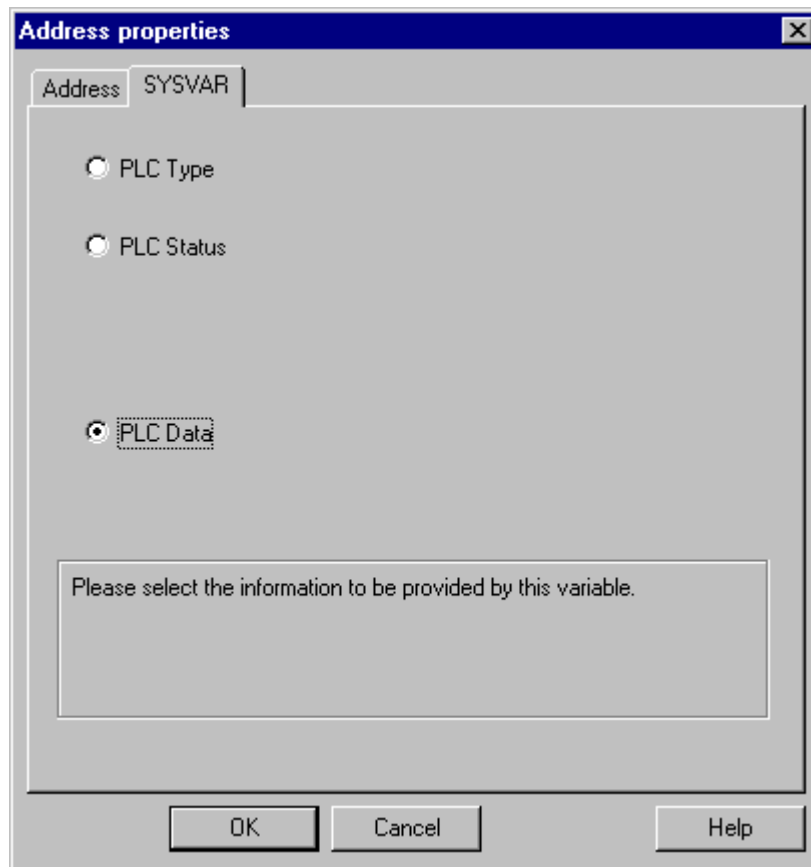 Address properties
Address SYSVAR
PLC Type
PLC Status
PLC Data
Please select the information to be provided by this variable.
OK Cancel Help